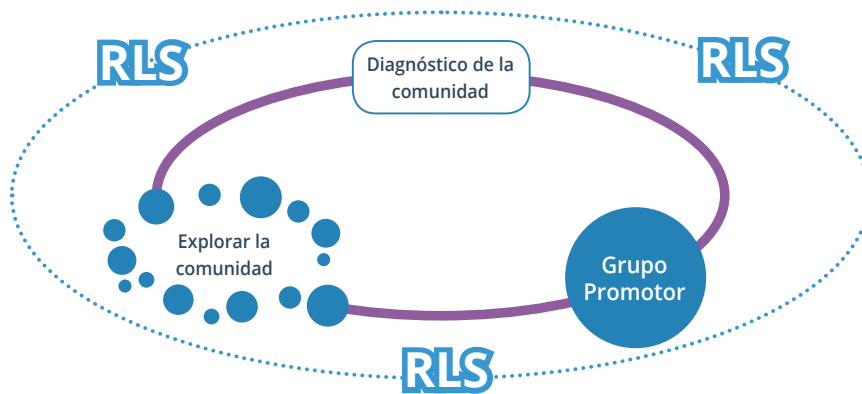 RLS
RLS
Diagnóstico de la
comunidad
Explorar la
comunidad
Grupo
Promotor
RLS